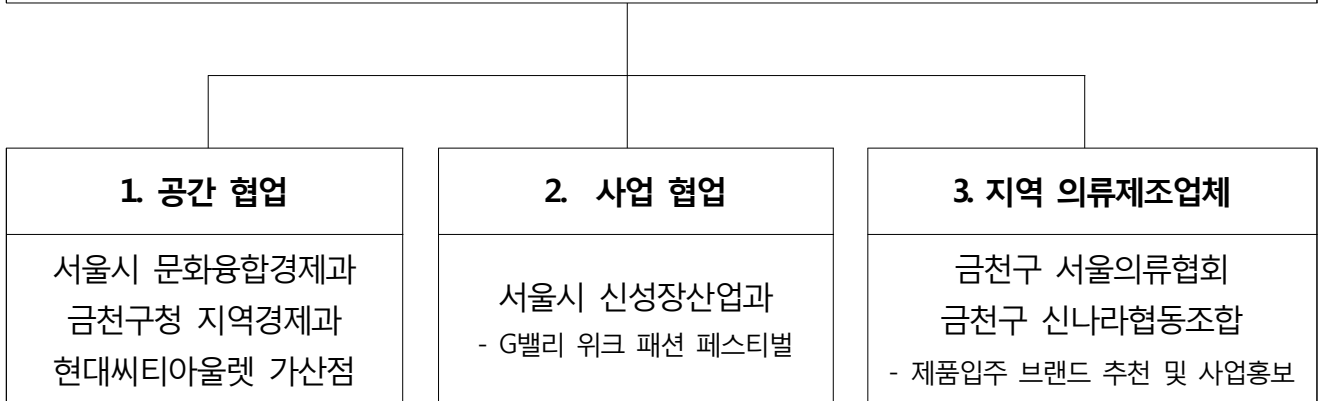 1. 공간 협업
서울시 문화융합경제과
금천구청 지역경제과
현대씨티아울렛 가산점
2. 사업 협업
서울시 신성장산업과
- G밸리 위크 패션 페스티벌
3. 지역 의류제조업체
금천구 서울의류협회
금천구 신나라협동조합
- 제품입주 브랜드 추천 및 사업홍보